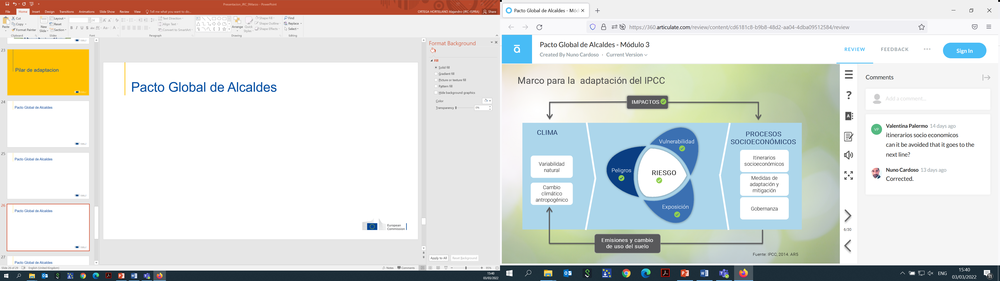 Presentacion_JRC_9Marzo - PowerPoint
File Home Insert Design Transitions Animations Slide Show Review View Tell me what you want to do...
ORTEGA HORTELANO Alejandro (JRC-ISPRA) Share
Paste
Cut
Copy
Format Painter
Clipboard
New
Slide
Layout
Reset
Section
Slides
24
Font
Text Direction
Align Text
Convert to SmartArt
Paragraph
Arrange
Quick
Styles
Shape Fill
Shape Outline
Shape Effects
Drawing
Find
Replace
Select
Editing
23
Pilar de adaptacion
24
Pacto Global de Alcaldes
25
Pacto Global de Alcaldes
26
Pacto Global de Alcaldes
27
Pacto Global de Alcaldes
Pacto Global de Alcaldes
European
Commission
Format Background
Fill
Solid fill
Gradient fill
Picture or texture fill
Pattern fill
Hide background graphics
Color
Transparency 0%
Apply to All Reset Background
Slide 26 of 29 English (United Kingdom)
Notes Comments 95%
15:40
03/03/2022
Pacto Global de Alcaldes - Mód
https://360.articulate.com/review/content/cd6181c8-b9b8-48d2-aa04-4dba09512584/review
Pacto Global de Alcaldes - Módulo 3
Created By Nuno Cardoso · Current Version
REVIEW FEEDBACK
Sign In
Marco para la adaptación del IPCC
IMPACTOS
CLIMA
Variabilidad
natural
Cambio
climático
antropogénico
Vulnerabilidad
Peligros
RIESGO
Exposición
PROCESOS
SOCIOECONÓMICOS
Itinerarios
socioeconómicos
Medidas de
adaptación y
mitigación
Gobernanza
Emisiones y cambio
de uso del suelo
Fuente: IPCC, 2014. AR5
6/30
Comments
Add a comment...
VP
Valentina Palermo 14 days ago
itinerarios socio economicos
can it be avoided that it goes to the
next line?
Nuno Cardoso 13 days ago
Corrected.
ENG
15:40
03/03/2022
11